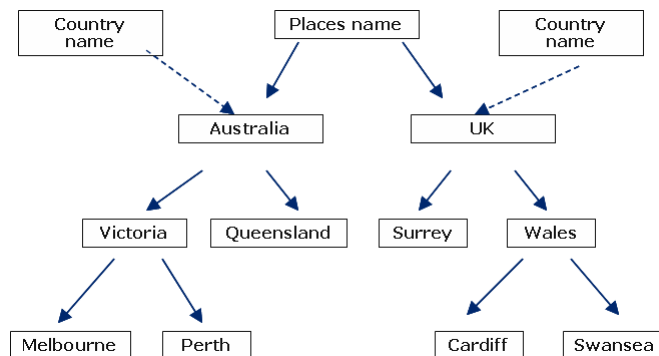 Country
name
Places name
Country
name
Australia
UK
Victoria
Queensland
Surrey
Wales
Melbourne
Perth
Cardiff
Swansea